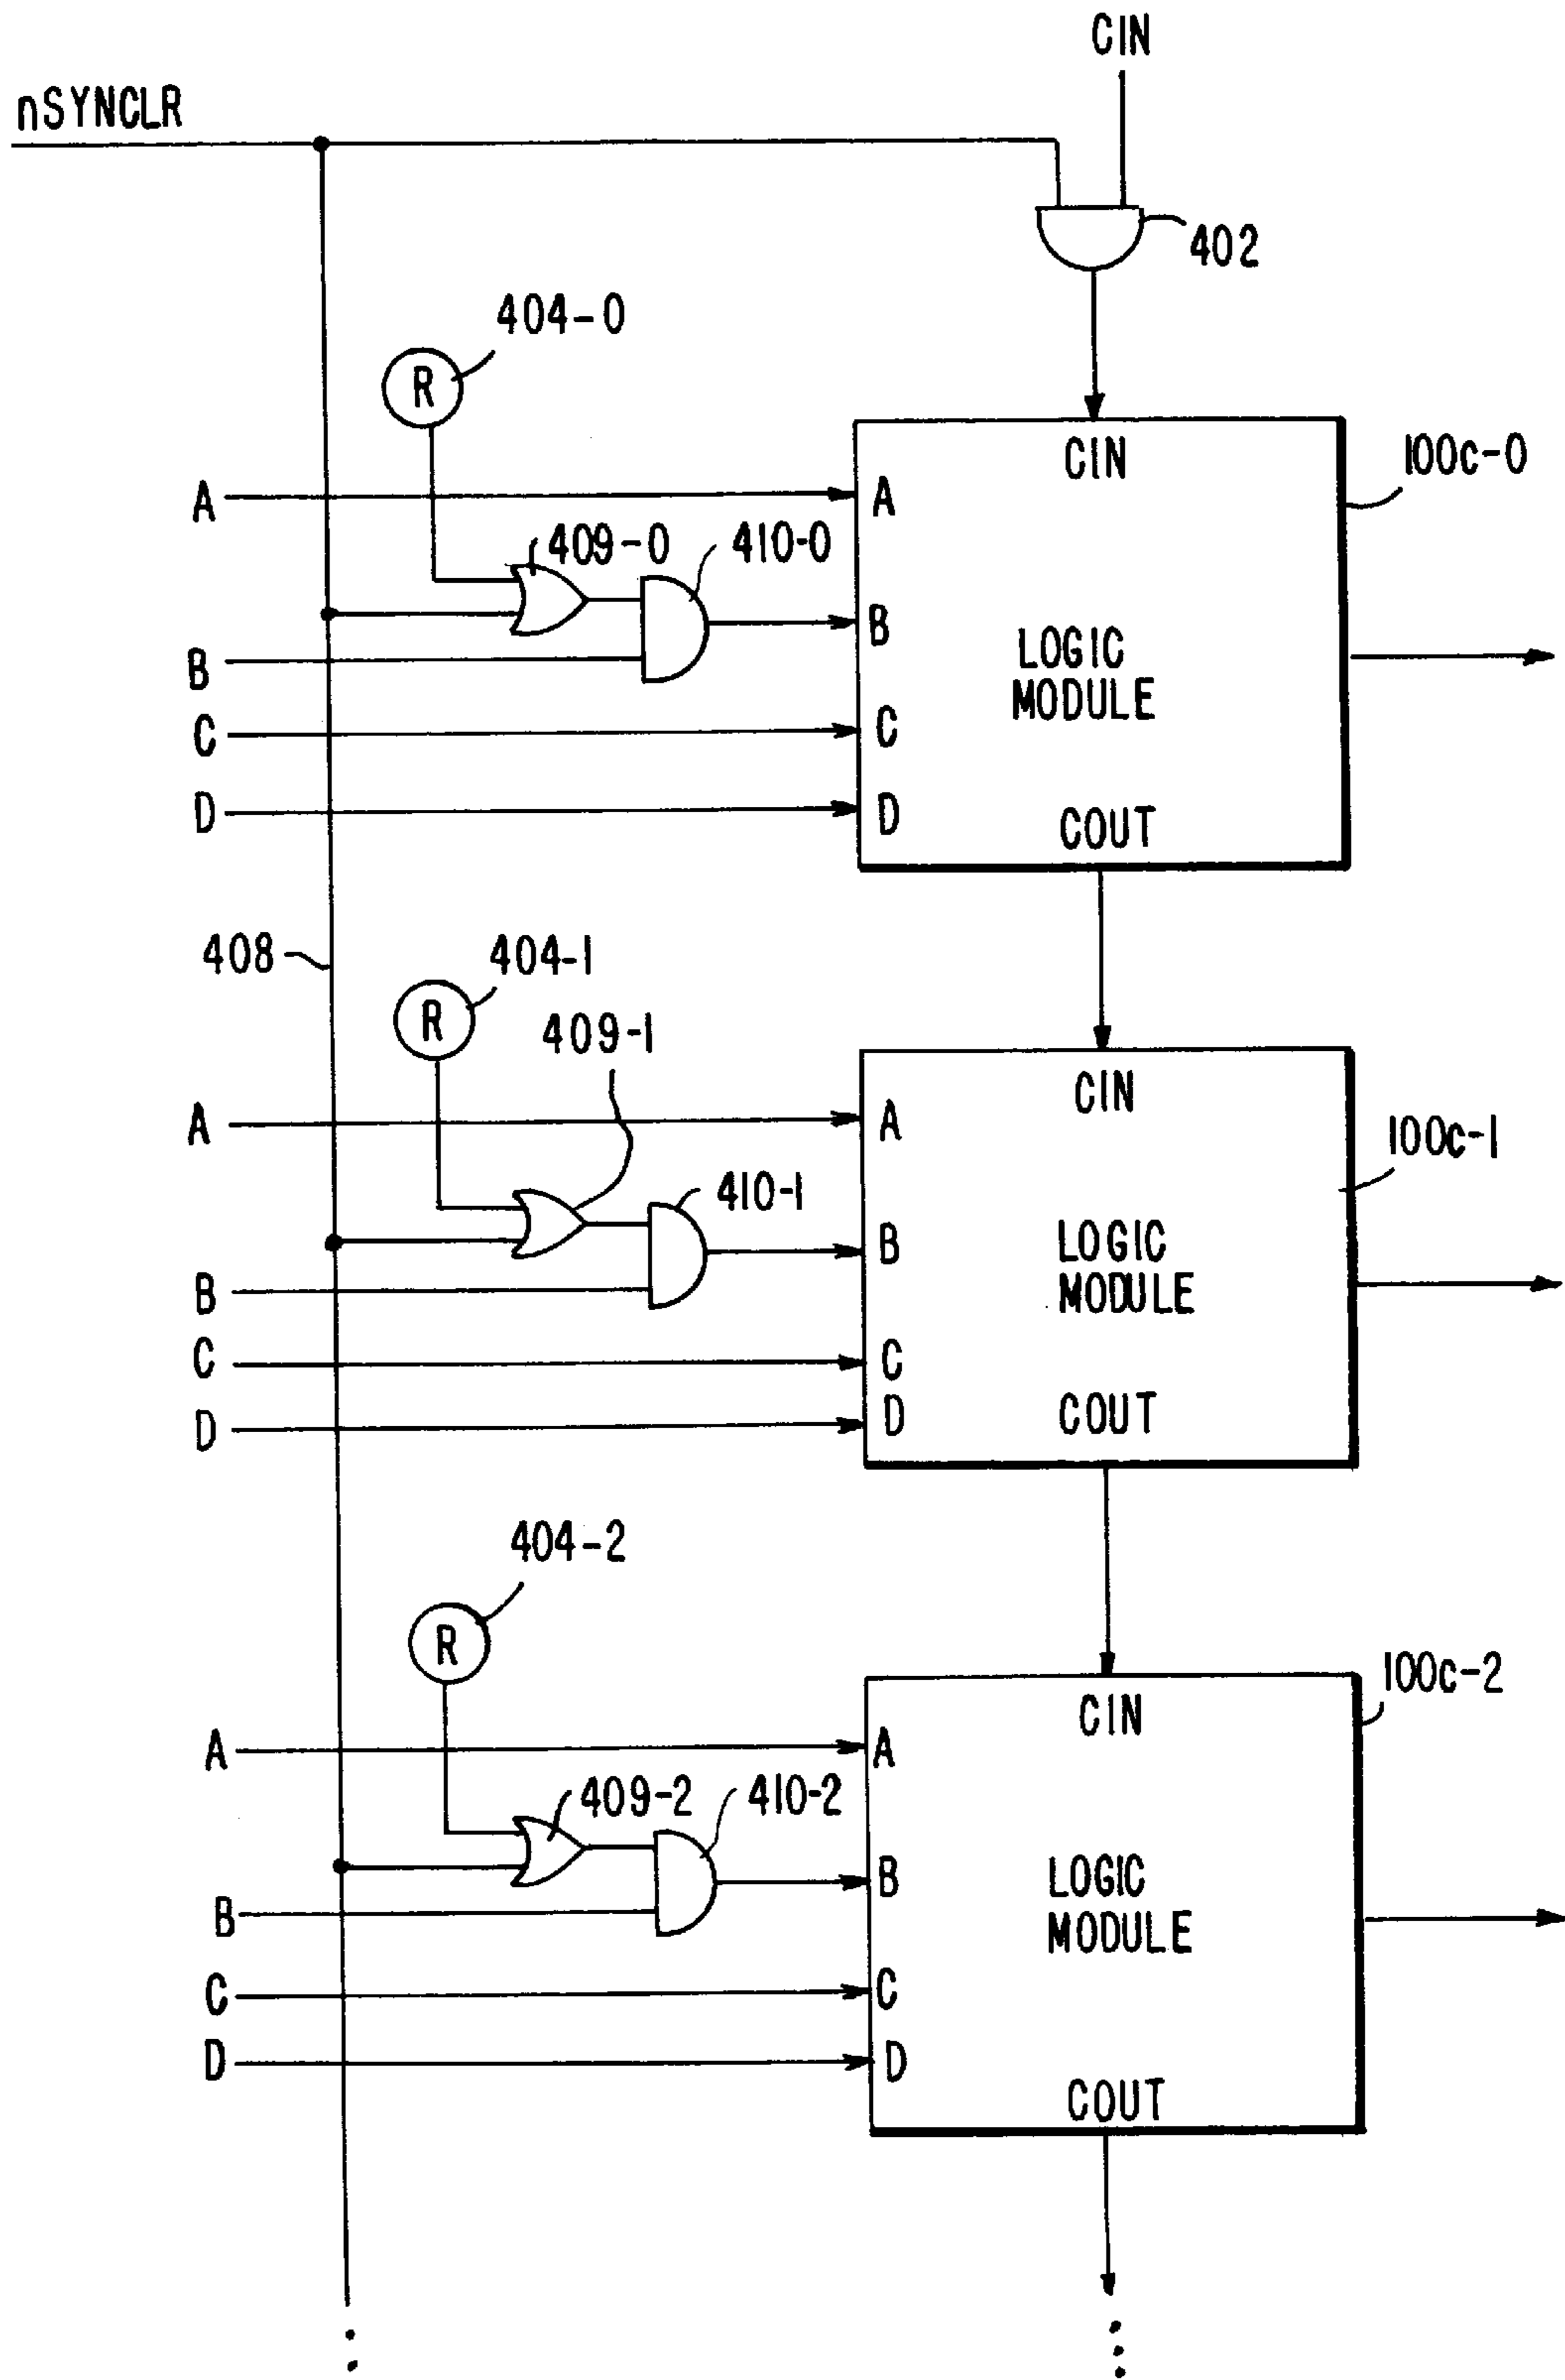 CIN
nSYNCLR
402
404-0
R
CIN
100c-0
A
A
409-0
410-0
B
LOGIC
MODULE
B
C
C
D
D
COUT
408
404-1
R
409-1
CIN
A
A
100c-1
410-1
B
LOGIC
MODULE
B
C
C
D
D
COUT
404-2
R
100c-2
CIN
A
A
409-2
410-2
B
LOGIC
MODULE
B
C
C
D
D
COUT